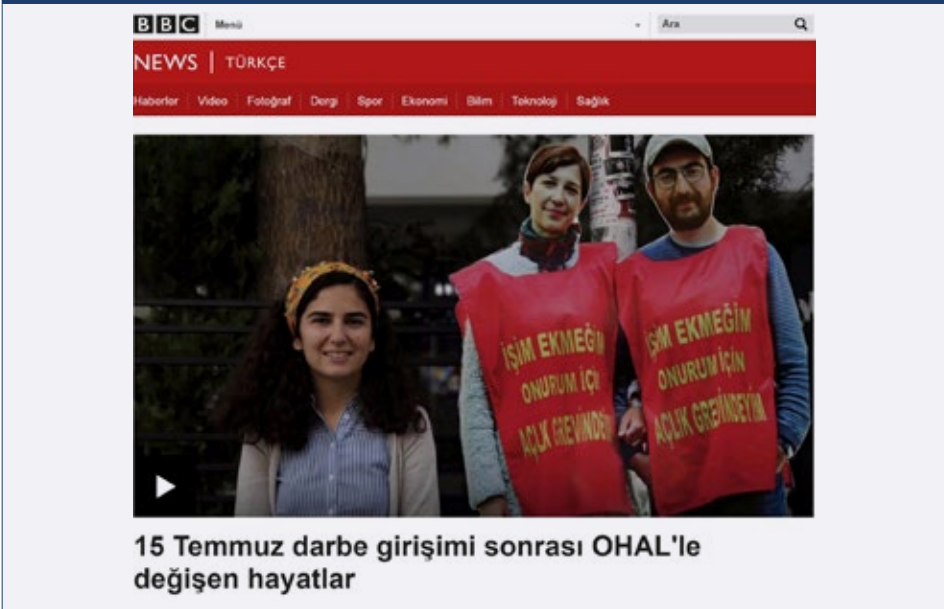 BBC Menü Ara
NEWS | TÜRKÇE
Haberler Video Fotoğraf Dergi Spor Ekonomi Bilim Teknoloji Sağlık
İŞİM EKMEĞİM
ONURUM İÇİN
AÇLIK GREVİNDE
İŞİM EKMEĞİM
ONURUM İÇİN
AÇLIK GREVİNDEYİM
15 Temmuz darbe girişimi sonrası OHAL'le
değişen hayatlar